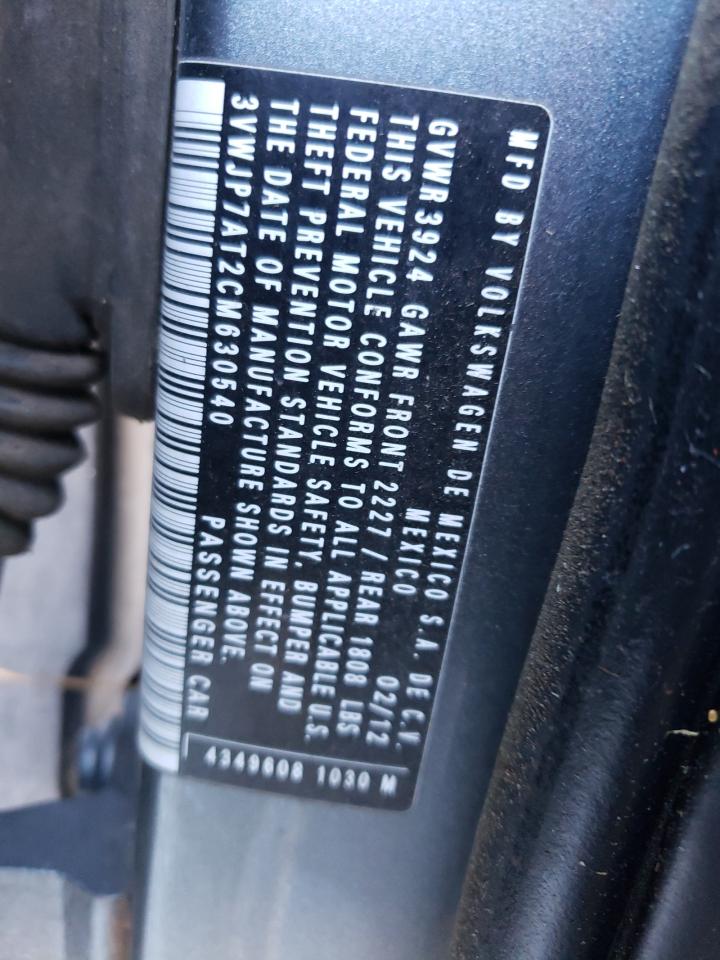 MFD BY VOLKSWAGEN DE MEXICO S.A. DE C.V.
MEXICO 02/12
GVWR 3924 GAWR FRONT 2227 / REAR 1808 LBS
THIS VEHICLE CONFORMS TO ALL APPLICABLE U.S.
FEDERAL MOTOR VEHICLE SAFETY, BUMPER AND
THEFT PREVENTION STANDARDS IN EFFECT ON
THE DATE OF MANUFACTURE SHOWN ABOVE.
3VWJP7AT2CM630540 PASSENGER CAR
4349608 1030 M